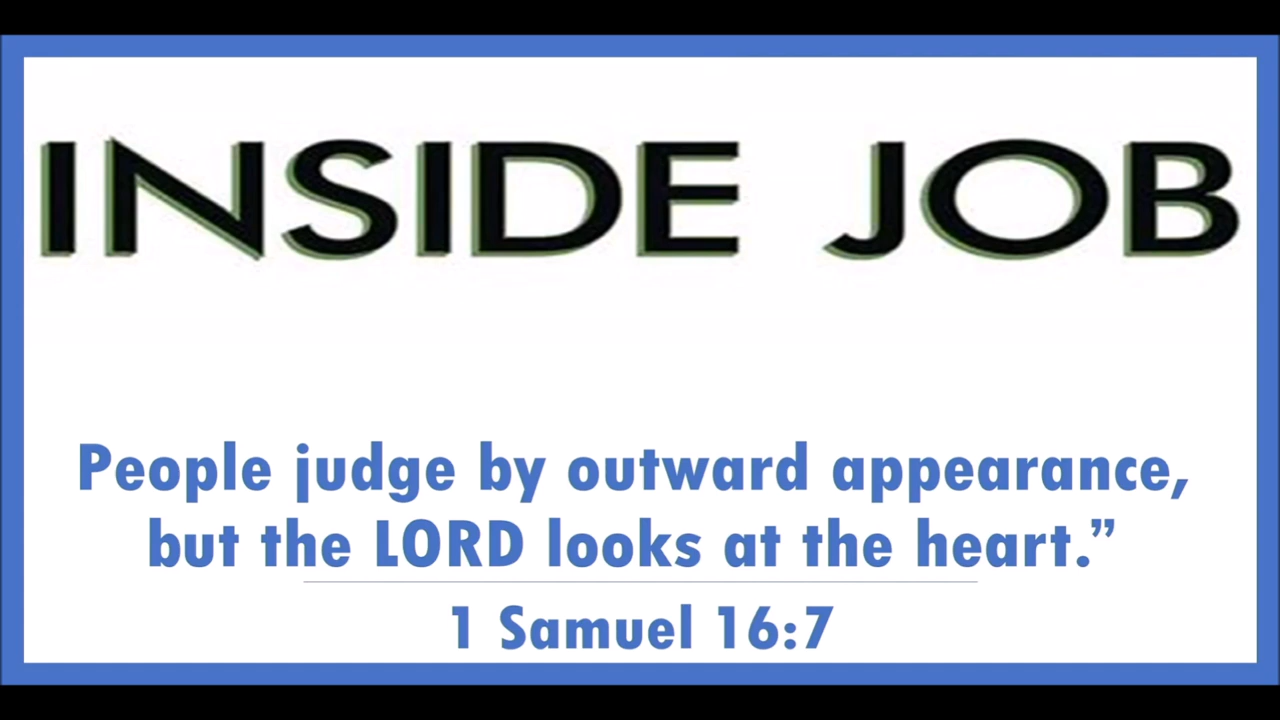 INSIDE JOB
People judge by outward appearance,
but the LORD looks at the heart.”
1 Samuel 16:7